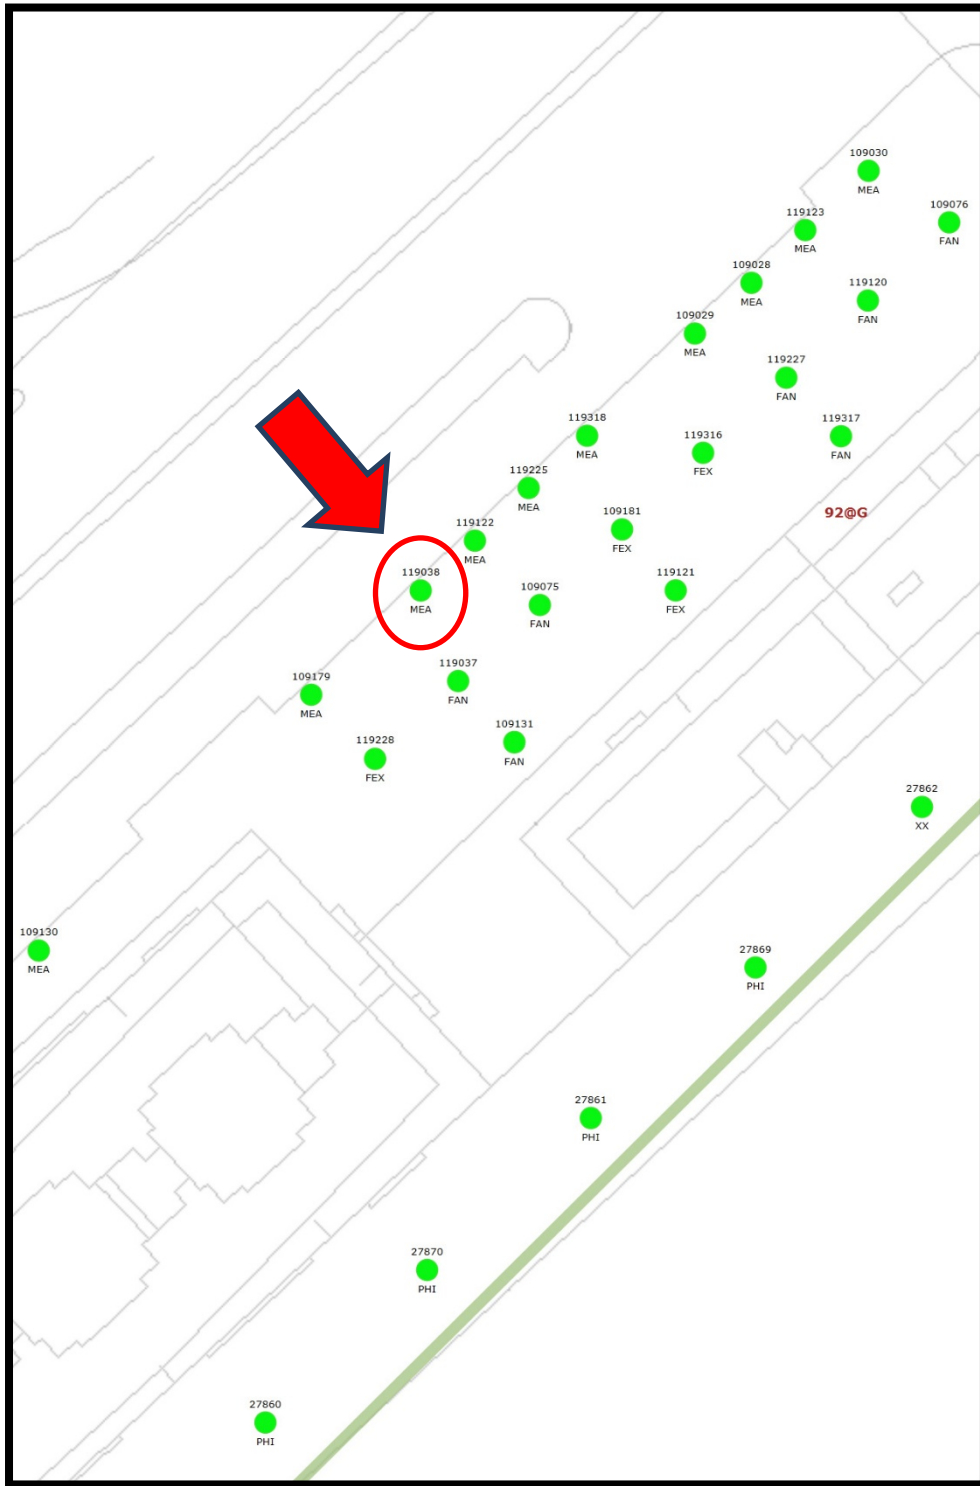 109030
MEA
109076
FAN
119123
MEA
109028
MEA
119120
FAN
109029
MEA
119227
FAN
119318
MEA
119317
FAN
119316
FEX
119225
MEA
92@G
109181
FEX
119122
MEA
119038
MEA
109075
FAN
119121
FEX
119037
FAN
109179
MEA
109131
FAN
119228
FEX
27862
XX
109130
MEA
27869
PHI
27861
PHI
27870
PHI
27860
PHI